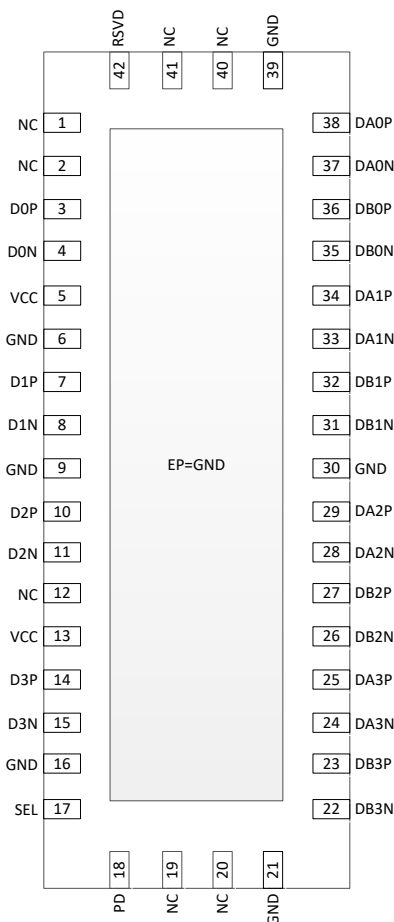 RSVD NC NC GND
42 41 40 39
NC 1 38 DA0P
NC 2 37 DA0N
D0P 3 36 DB0P
D0N 4 35 DB0N
VCC 5 34 DA1P
GND 6 33 DA1N
D1P 7 32 DB1P
D1N 8 31 DB1N
GND 9 EP=GND 30 GND
D2P 10 29 DA2P
D2N 11 28 DA2N
NC 12 27 DB2P
VCC 13 26 DB2N
D3P 14 25 DA3P
D3N 15 24 DA3N
GND 16 23 DB3P
SEL 17 22 DB3N
18 19 20 21
PD NC NC GND